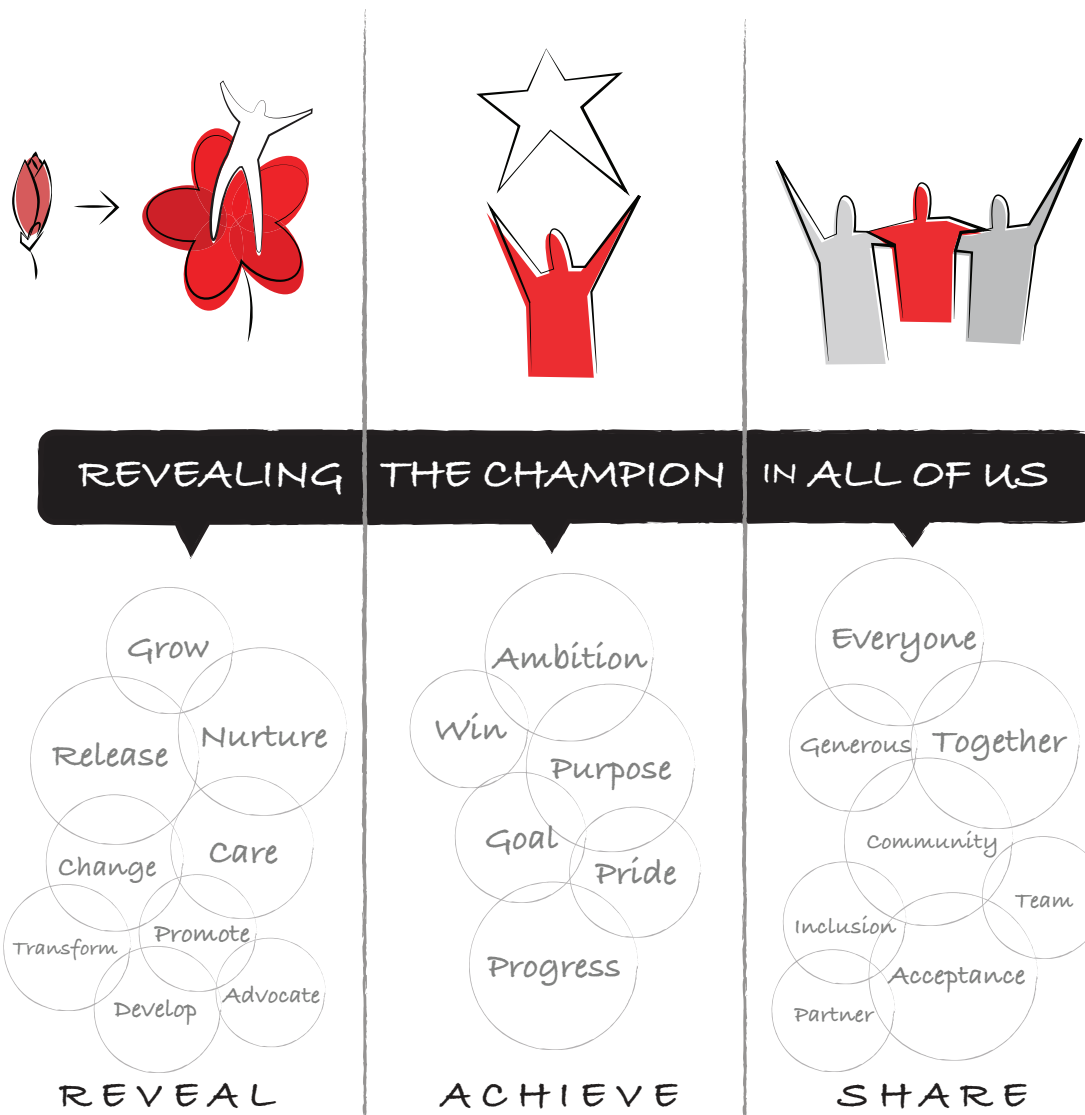 REVEALING THE CHAMPION IN ALL OF US
Grow
Nurture
Release
Care
Change
Promote
Transform
Advocate
Develop
REVEAL
Ambition
Win
Purpose
Goal
Pride
Progress
ACHIEVE
Everyone
Generous
Together
Community
Team
Inclusion
Acceptance
Partner
SHARE